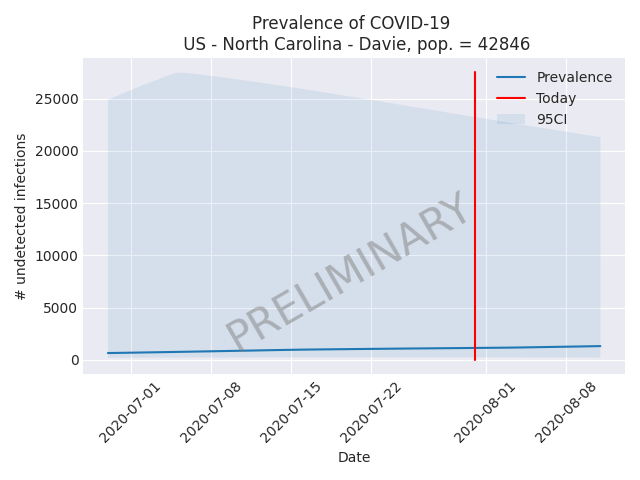 Prevalence of COVID-19
US - North Carolina - Davie, pop. = 42846
Prevalence
Today
95CI
# undetected infections
25000
20000
15000
10000
5000
0
PRELIMINARY
2020-07-01
2020-07-08
2020-07-15
2020-07-22
2020-08-01
2020-08-08
Date